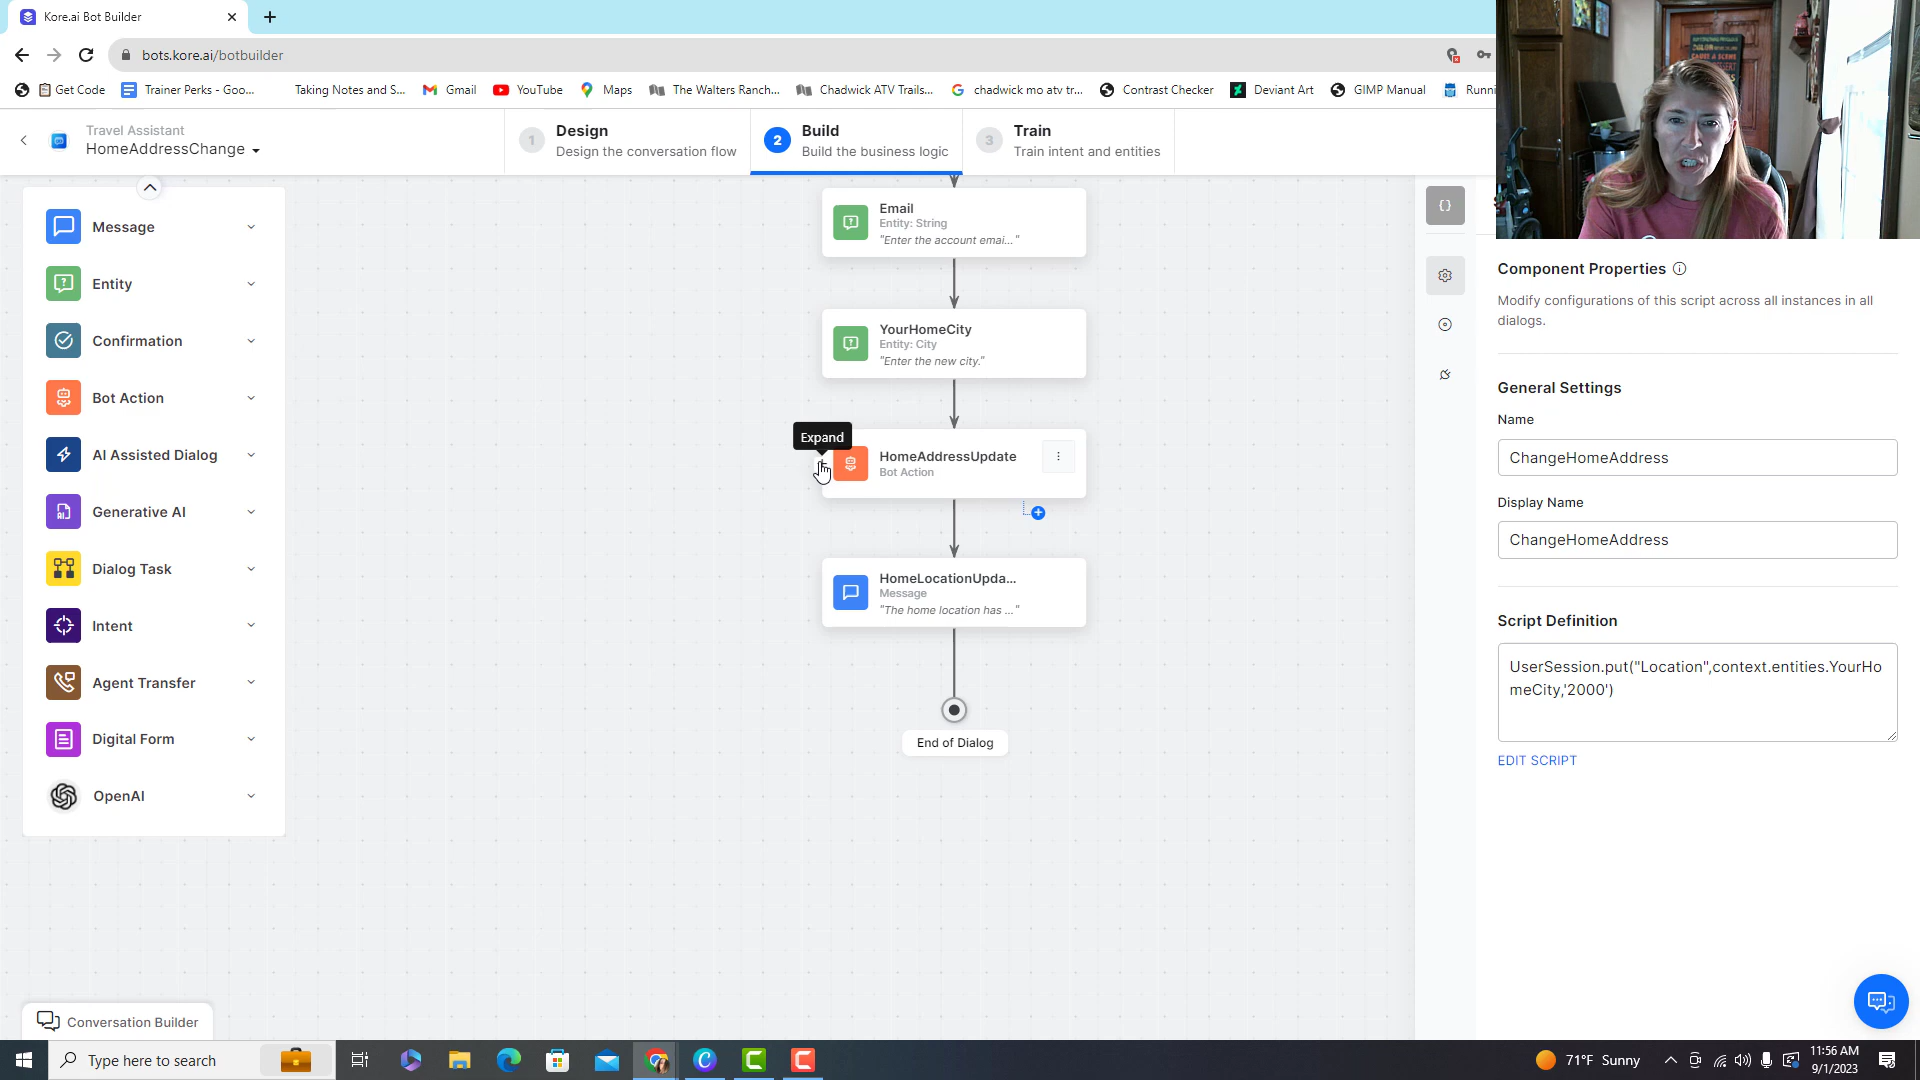 Kore.ai Bot Builder
bots.kore.ai/botbuilder
Get Code
Trainer Perks - Goo...
Taking Notes and S...
Gmail
YouTube
Maps
The Walters Ranch...
Chadwick ATV Trails...
chadwick mo atv tr...
Contrast Checker
Deviant Art
GIMP Manual
Runni
Travel Assistant
HomeAddressChange
1
Design
Design the conversation flow
2
Build
Build the business logic
3
Train
Train intent and entities
Message
Entity
Confirmation
Bot Action
AI Assisted Dialog
Generative AI
Dialog Task
Intent
Agent Transfer
Digital Form
OpenAI
Conversation Builder
Email
Entity: String
"Enter the account emai..."
YourHomeCity
Entity: City
"Enter the new city."
Expand
HomeAddressUpdate
Bot Action
HomeLocationUpda...
Message
"The home location has ..."
End of Dialog
Component Properties
Modify configurations of this script across all instances in all
dialogs.
General Settings
Name
ChangeHomeAddress
Display Name
ChangeHomeAddress
Script Definition
UserSession.put("Location",context.entities.YourHo
meCity,'2000')
EDIT SCRIPT
Type here to search
71°F Sunny
11:56 AM
9/1/2023